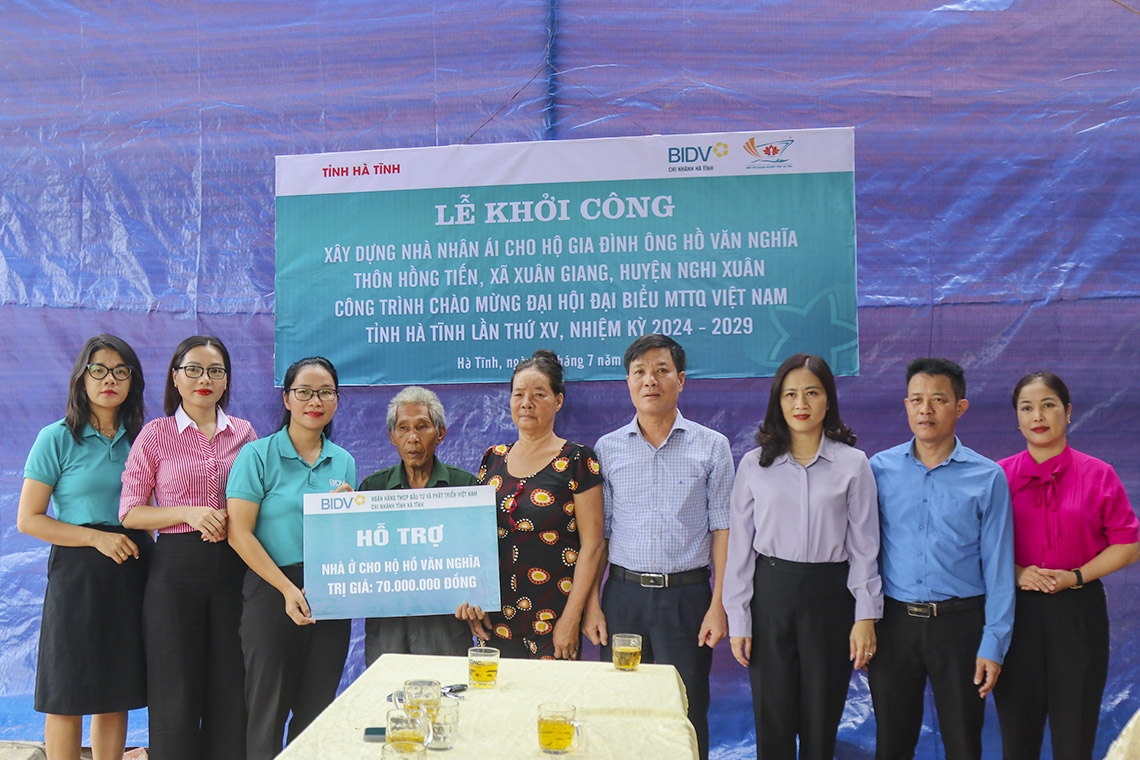 TỈNH HÀ TĨNH
BIDV
CHI NHÁNH HÀ TĨNH
LỄ KHỞI CÔNG
XÂY DỰNG NHÀ NHÂN ÁI CHO HỘ GIA ĐÌNH ÔNG HỒ VĂN NGHĨA
THÔN HỒNG TIẾN, XÃ XUÂN GIANG, HUYỆN NGHI XUÂN
CÔNG TRÌNH CHÀO MỪNG ĐẠI HỘI ĐẠI BIỂU MTTQ VIỆT NAM
TỈNH HÀ TĨNH LẦN THỨ XV, NHIỆM KỲ 2024 - 2029
Hà Tĩnh, ngày tháng 7 năm
BIDV
NGÂN HÀNG TMCP ĐẦU TƯ VÀ PHÁT TRIỂN VIỆT NAM
CHI NHÁNH TỈNH HÀ TĨNH
HỖ TRỢ
NHÀ Ở CHO HỘ HỒ VĂN NGHĨA
TRỊ GIÁ: 70.000.000 ĐỒNG